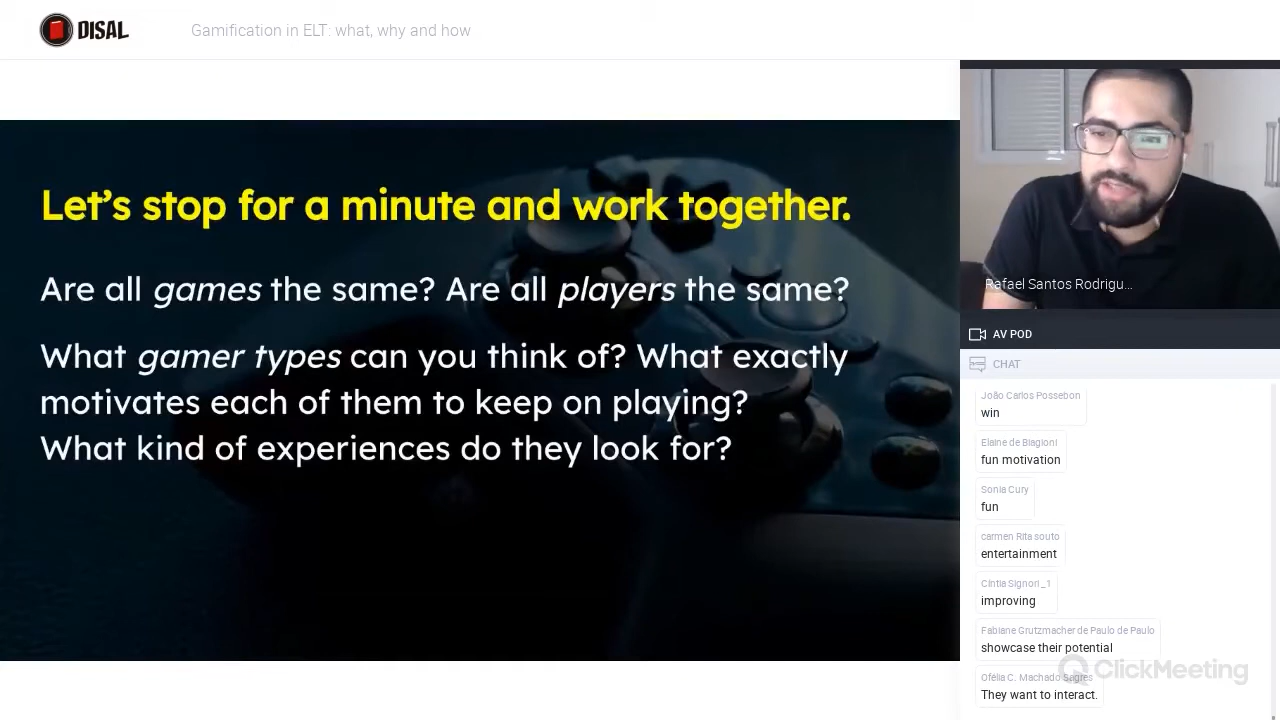 DISAL
Gamification in ELT: what, why and how
Let's stop for a minute and work together.
Are all games the same? Are all players the same?
What gamer types can you think of? What exactly
motivates each of them to keep on playing?
What kind of experiences do they look for?
Rafael Santos Rodrigu...
AV POD
CHAT
João Carlos Possebon
win
Elaine de Biagioni
fun motivation
Sonia Cury
fun
carmen Rita souto
entertainment
Cíntia Signori _1
improving
Fabiane Grutzmacher de Paulo de Paulo
showcase their potential
Ofélia C. Machado Sagres
They want to interact.
ClickMeeting